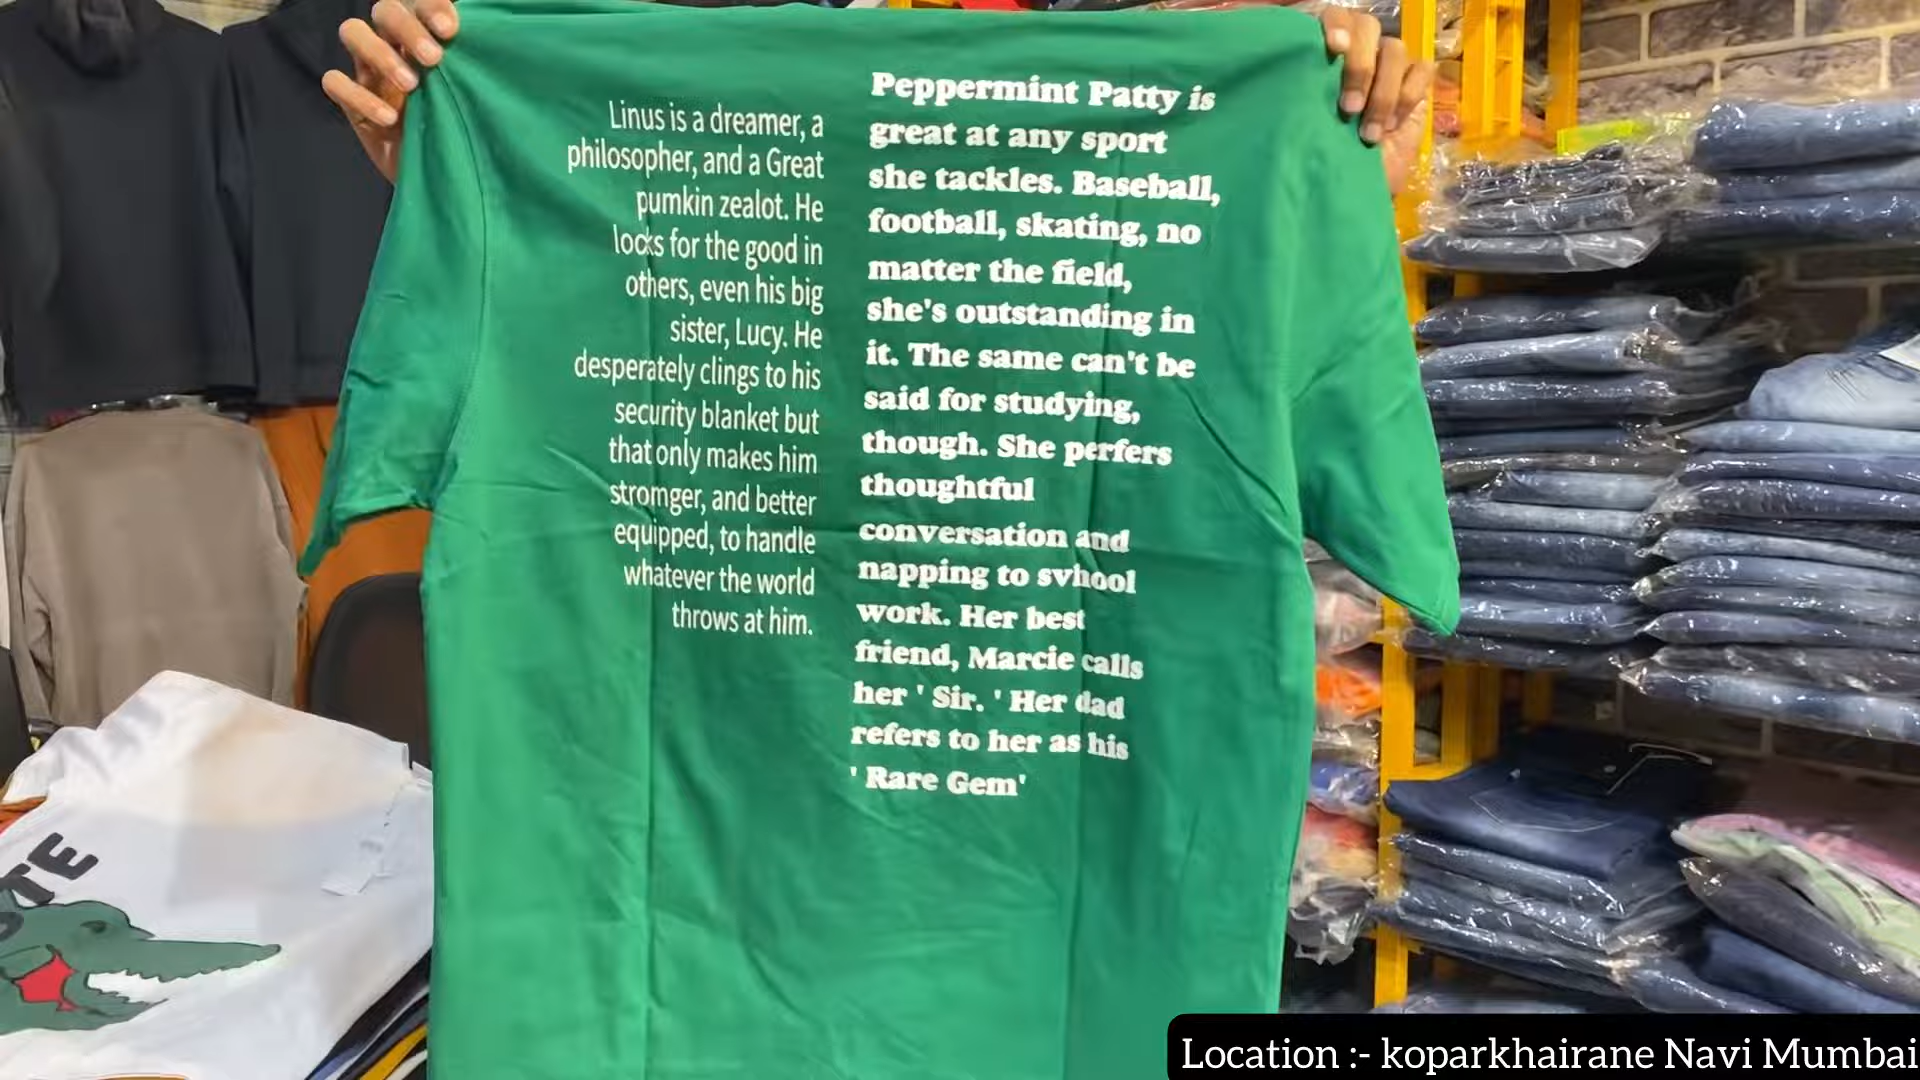 Linus is a dreamer, a
philosopher, and a Great
pumkin zealot. He
looks for the good in
others, even his big
sister, Lucy. He
desperately clings to his
security blanket but
that only makes him
stromger, and better
equipped, to handle
whatever the world
throws at him.
Peppermint Patty is
great at any sport
she tackles. Baseball,
football, skating, no
matter the field,
she's outstanding in
it. The same can't be
said for studying,
though. She perfers
thoughtful
conversation and
napping to svhool
work. Her best
friend, Marcie calls
her ' Sir. ' Her dad
refers to her as his
' Rare Gem'
Location :- koparkhairane Navi Mumbai